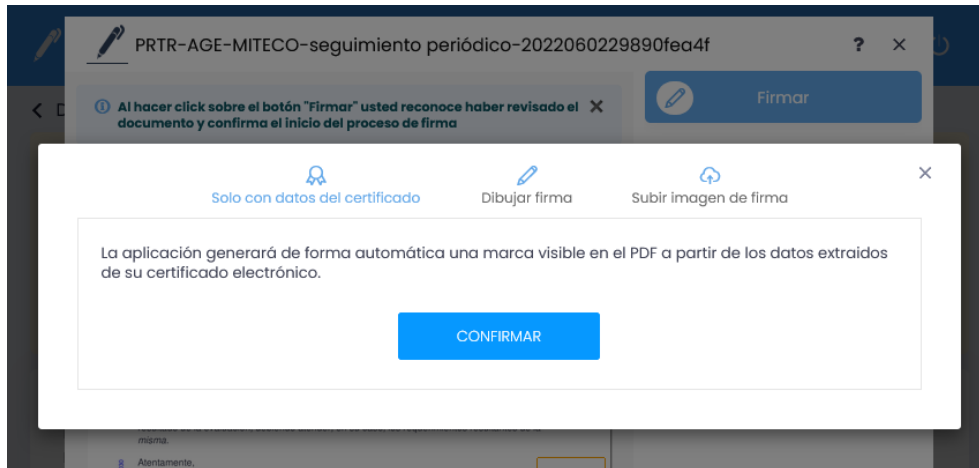 PRTR-AGE-MITECO-seguimiento periódico-2022060229890fea4f ? ×
Al hacer click sobre el botón "Firmar" usted reconoce haber revisado el
documento y confirma el inicio del proceso de firma
Firmar
Solo con datos del certificado
Dibujar firma
Subir imagen de firma
La aplicación generará de forma automática una marca visible en el PDF a partir de los datos extraidos
de su certificado electrónico.
CONFIRMAR
misma.
Atentamente.